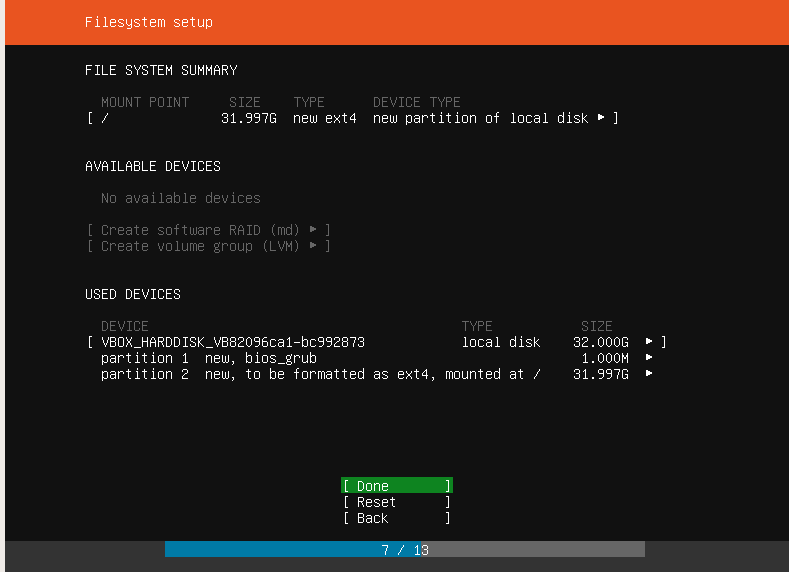 Filesystem setup
FILE SYSTEM SUMMARY
MOUNT POINT SIZE TYPE DEVICE TYPE
[ / 31.997G new ext4 new partition of local disk ▸ ]
AVAILABLE DEVICES
No available devices
[ Create software RAID (md) ▸ ]
[ Create volume group (LVM) ▸ ]
USED DEVICES
DEVICE TYPE SIZE
[ VBOX_HARDDISK_VB82096ca1-bc992873 local disk 32.000G ▸ ]
partition 1 new, bios_grub 1.000M ▸
partition 2 new, to be formatted as ext4, mounted at / 31.997G ▸
[ Done ]
[ Reset ]
[ Back ]
7 / 13